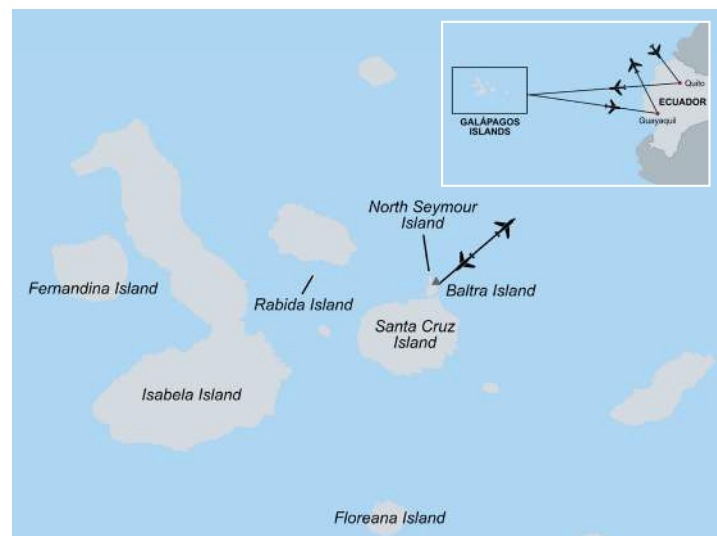 Quito
ECUADOR
GALÁPAGOS
ISLANDS
Guayaquil
North Seymour
Island
Fernandina Island
Rabida Island
Baltra Island
Santa Cruz
Island
Isabela Island
Floreana Island